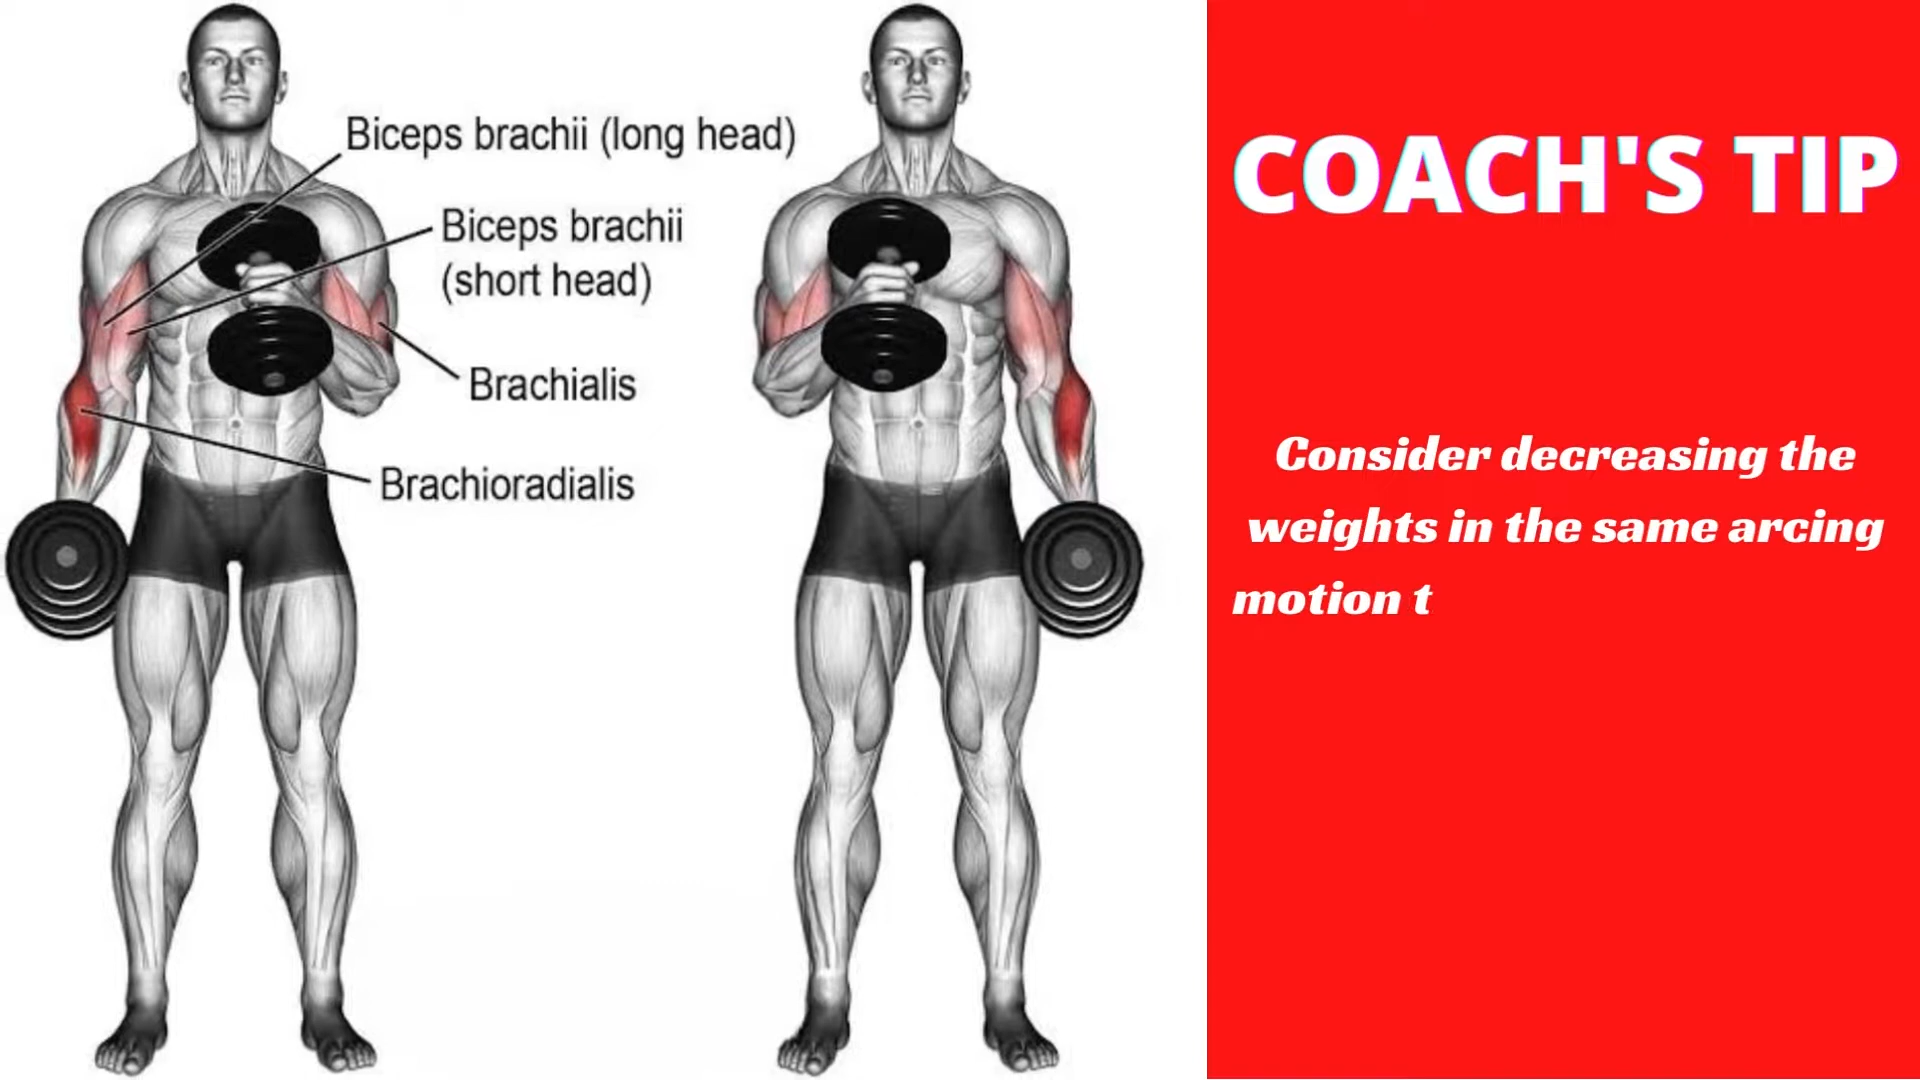 Biceps brachii (long head)
Biceps brachii
(short head)
Brachialis
Brachioradialis
COACH'S TIP
Consider decreasing the
weights in the same arcing
motion t